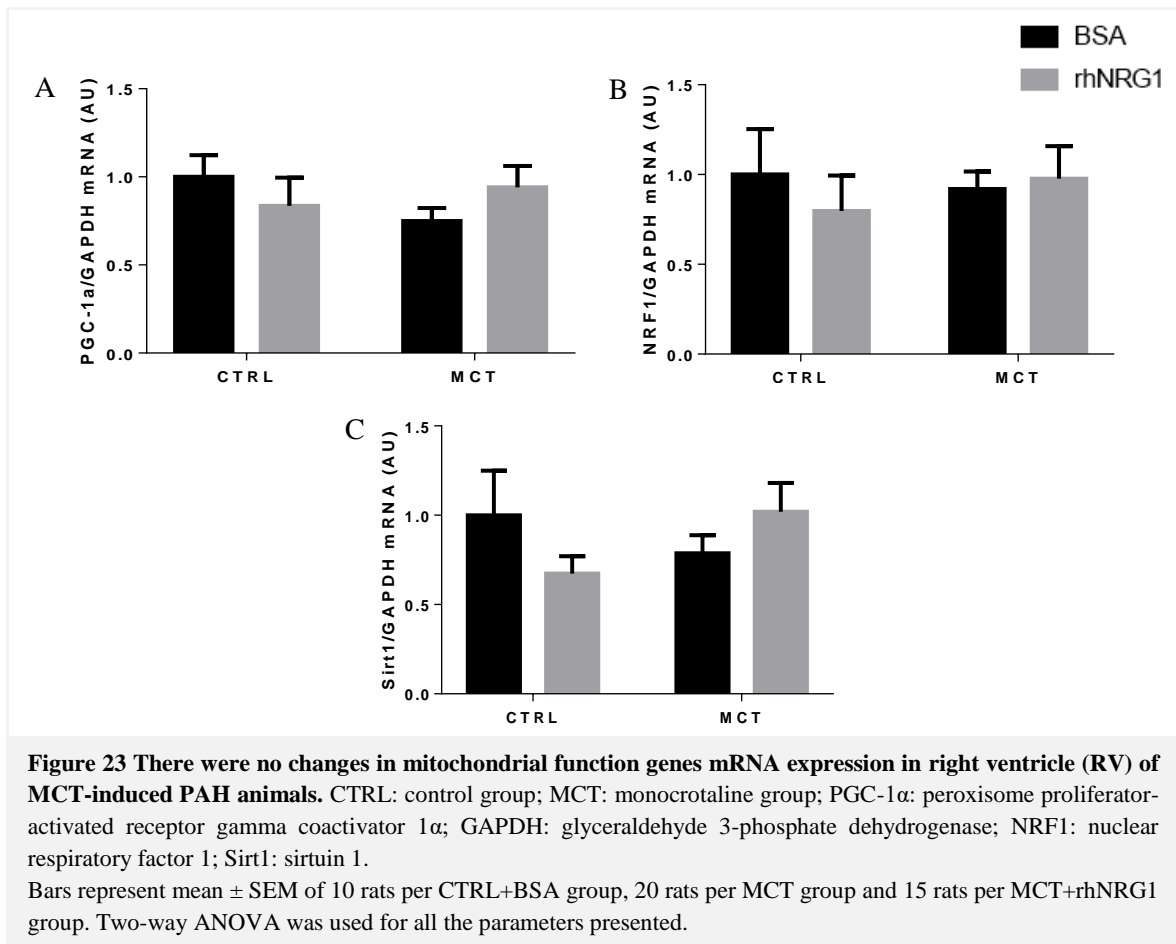 BSA
rhNRG1
A
PGC-1a/GAPDH mRNA (AU)
1.5
1.0
0.5
0.0
CTRL
MCT
B
NRF1/GAPDH mRNA (AU)
1.5
1.0
0.5
0.0
CTRL
MCT
C
Sirt1/GAPDH mRNA (AU)
1.5
1.0
0.5
0.0
CTRL
MCT
Figure 23 There were no changes in mitochondrial function genes mRNA expression in right ventricle (RV) of
MCT-induced PAH animals. CTRL: control group; MCT: monocrotaline group; PGC-1α: peroxisome proliferator-
activated receptor gamma coactivator 1α; GAPDH: glyceraldehyde 3-phosphate dehydrogenase; NRF1: nuclear
respiratory factor 1; Sirt1: sirtuin 1.
Bars represent mean ± SEM of 10 rats per CTRL+BSA group, 20 rats per MCT group and 15 rats per MCT+rhNRG1
group. Two-way ANOVA was used for all the parameters presented.